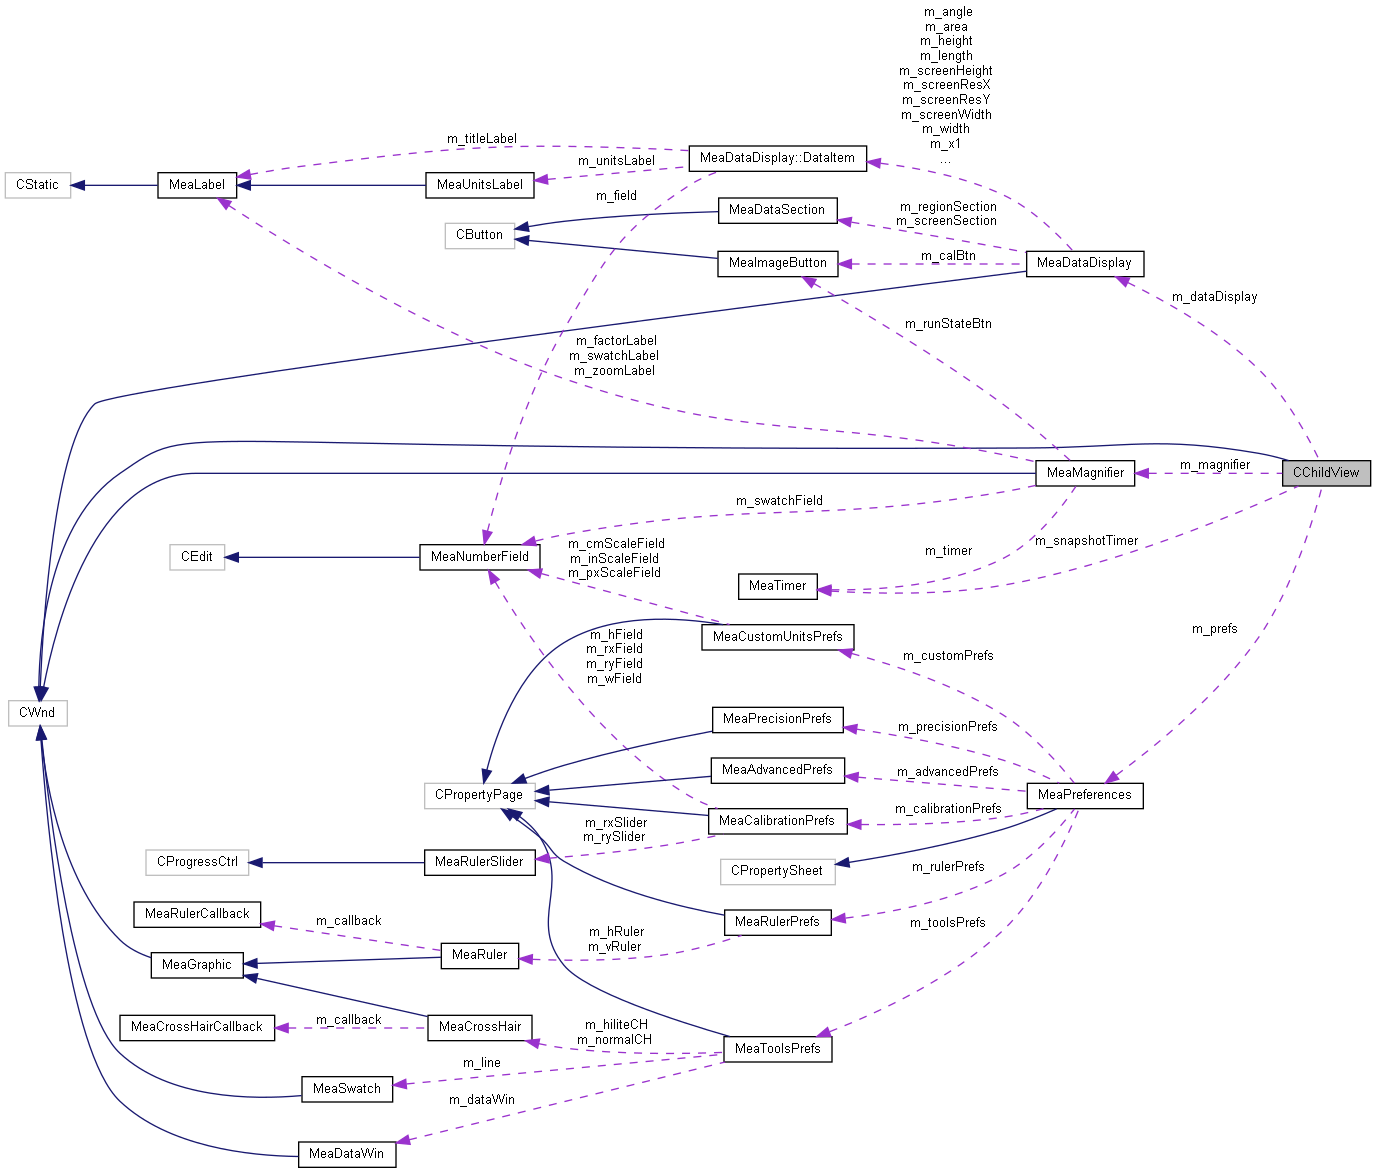 m_angle
m_area
m_height
m_length
m_screenHeight
m_screenResX
m_screenResY
m_screenWidth
m_width
m_x1
...
m_titleLabel
MeaDataDisplay::DataItem
m_unitsLabel
CStatic
MeaLabel
MeaUnitsLabel
m_field
MeaDataSection
m_regionSection
m_screenSection
CButton
MeaImageButton
m_calBtn
MeaDataDisplay
m_dataDisplay
m_runStateBtn
m_factorLabel
m_swatchLabel
m_zoomLabel
m_magnifier
MeaMagnifier
CChildView
m_swatchField
CEdit
MeaNumberField
m_cmScaleField
m_inScaleField
m_pxScaleField
m_timer
m_snapshotTimer
MeaTimer
m_hField
m_rxField
m_ryField
m_wField
MeaCustomUnitsPrefs
m_customPrefs
m_prefs
CWnd
MeaPrecisionPrefs
m_precisionPrefs
MeaAdvancedPrefs
m_advancedPrefs
CPropertyPage
MeaPreferences
m_calibrationPrefs
MeaCalibrationPrefs
m_rxSlider
m_rySlider
CProgressCtrl
MeaRulerSlider
CPropertySheet
m_rulerPrefs
MeaRulerCallback
m_callback
MeaRulerPrefs
m_toolsPrefs
m_hRuler
m_vRuler
MeaGraphic
MeaRuler
MeaCrossHairCallback
m_callback
MeaCrossHair
m_hiliteCH
m_normalCH
MeaToolsPrefs
m_line
MeaSwatch
m_dataWin
MeaDataWin